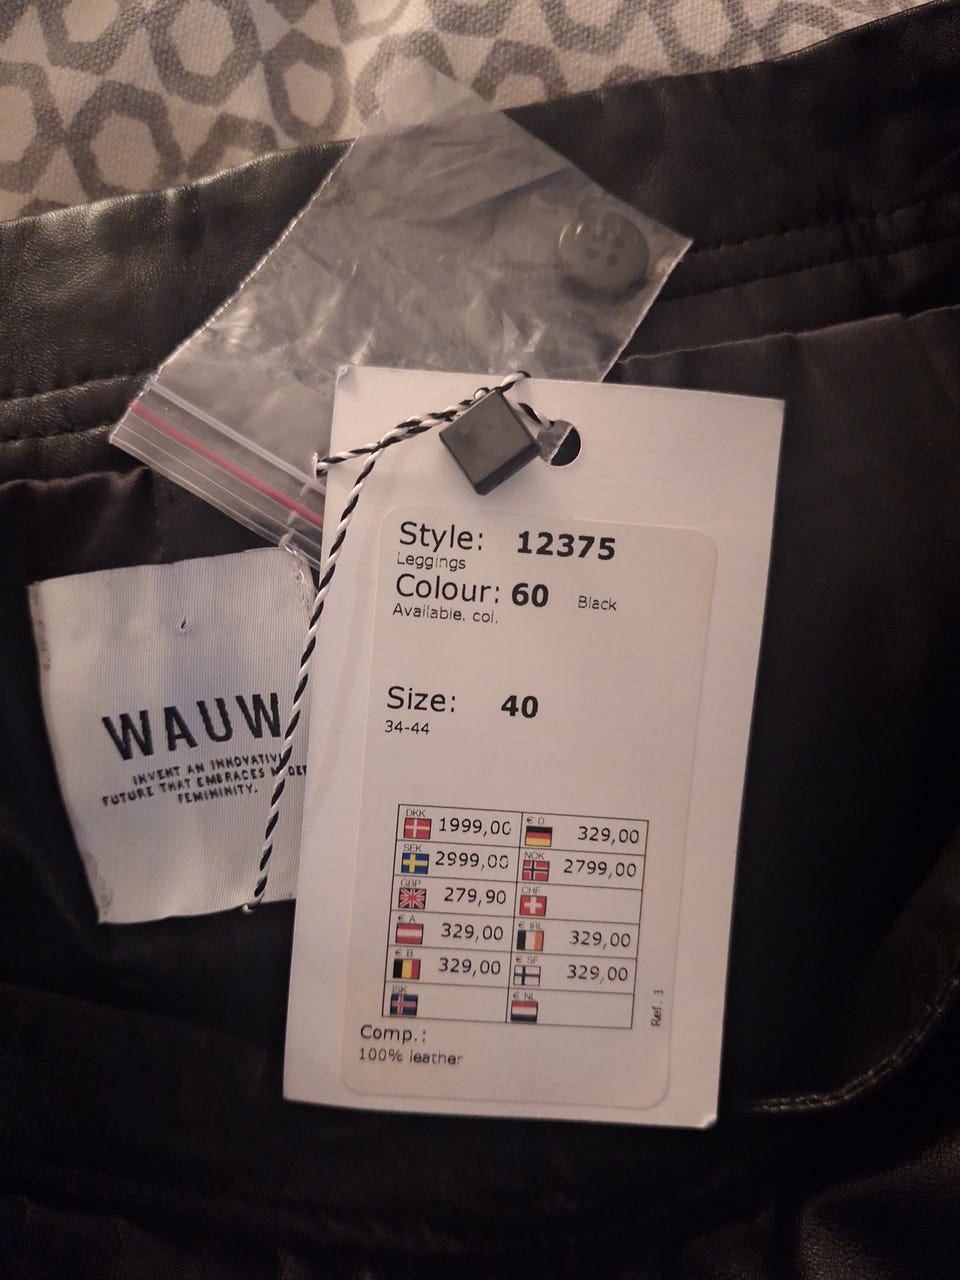 Style: 12375
Leggings
Colour: 60 Black
Available. col.
Size: 40
34-44
DKK 1999,00 € D 329,00
SEK 2999,00 NOK 2799,00
GBP 279,90 CHF
€ A 329,00 € IRL 329,00
€ B 329,00 € SF 329,00
ISK € NL
Ref. 1
Comp.:
100% leather
WAUW
INVENT AN INNOVATIV
FUTURE THAT EMBRACES
FEMININITY.